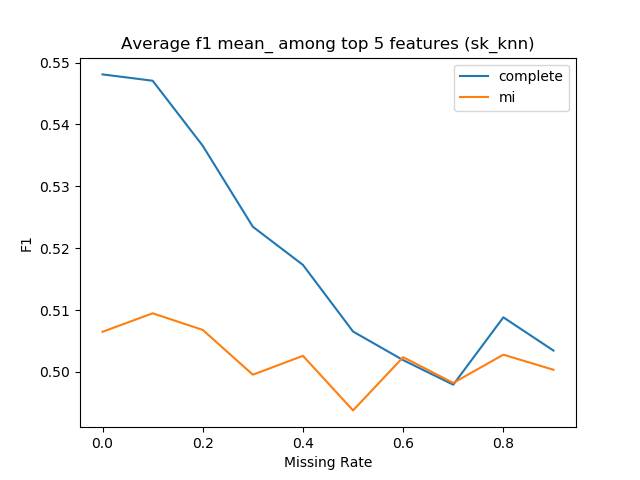 Average f1 mean_ among top 5 features (sk_knn)
complete
mi
0.55
0.54
0.53
0.52
0.51
0.50
F1
0.0 0.2 0.4 0.6 0.8
Missing Rate